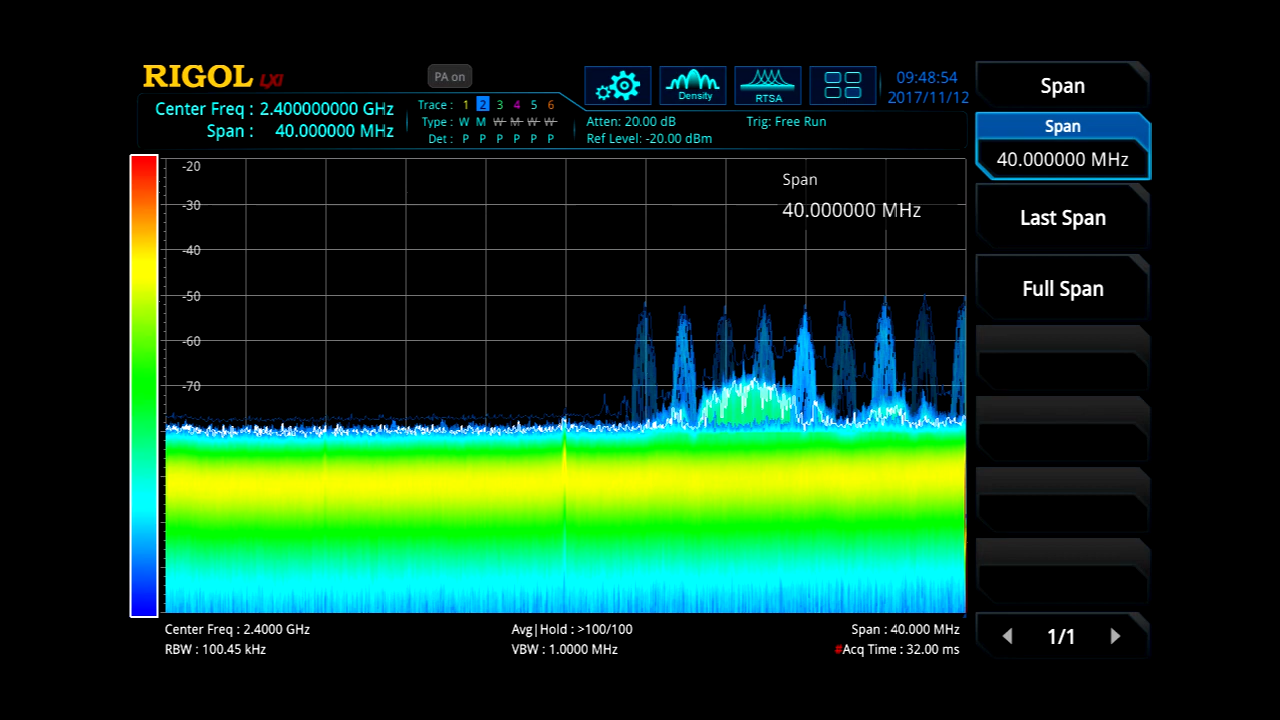 RIGOL LXI
PA on
Density
RTSA
09:48:54
2017/11/12
Center Freq : 2.400000000 GHz
Span : 40.000000 MHz
Trace : 1 2 3 4 5 6
Type : W M W M W W
Det : P P P P P P
Atten: 20.00 dB
Trig: Free Run
Ref Level: -20.00 dBm
Span
Span
40.000000 MHz
Last Span
Full Span
1/1
-20
-30
-40
-50
-60
-70
Span
40.000000 MHz
Center Freq : 2.4000 GHz
Avg|Hold : >100/100
Span : 40.000 MHz
RBW : 100.45 kHz
VBW : 1.0000 MHz
#Acq Time : 32.00 ms